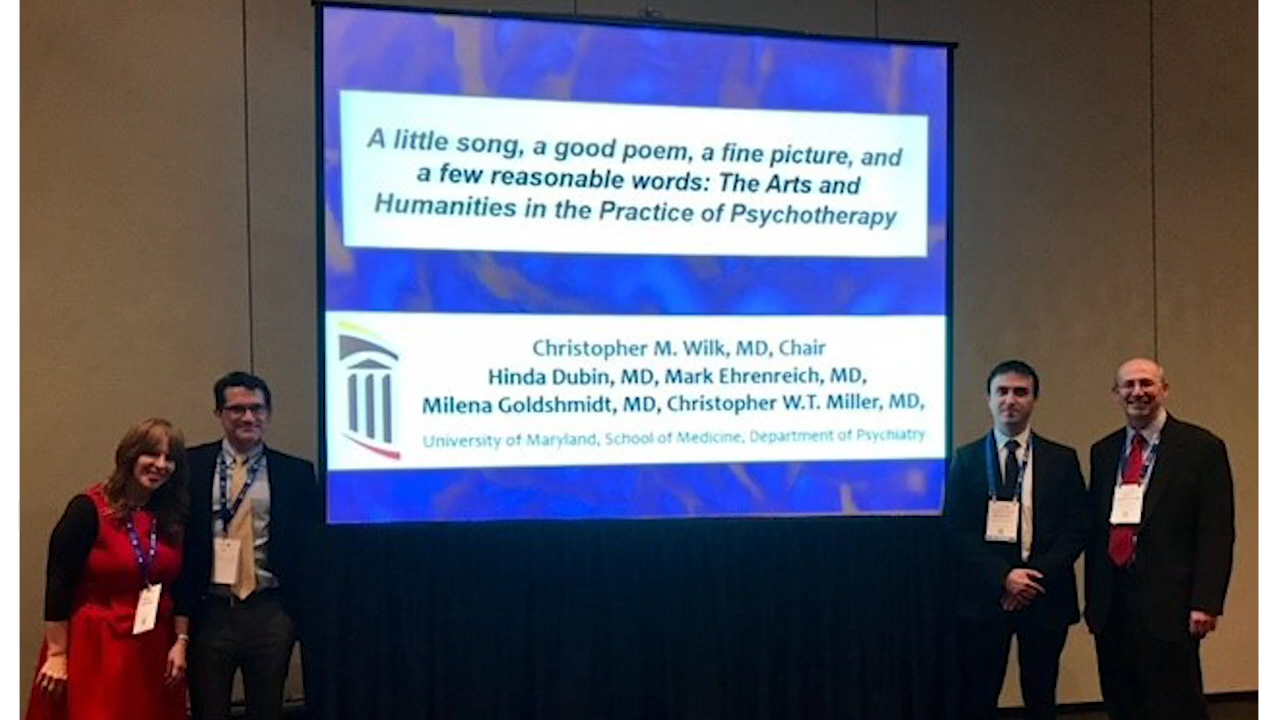 A little song, a good poem, a fine picture, and
a few reasonable words: The Arts and
Humanities in the Practice of Psychotherapy
Christopher M. Wilk, MD, Chair
Hinda Dubin, MD, Mark Ehrenreich, MD,
Milena Goldshmidt, MD, Christopher W.T. Miller, MD,
University of Maryland, School of Medicine, Department of Psychiatry